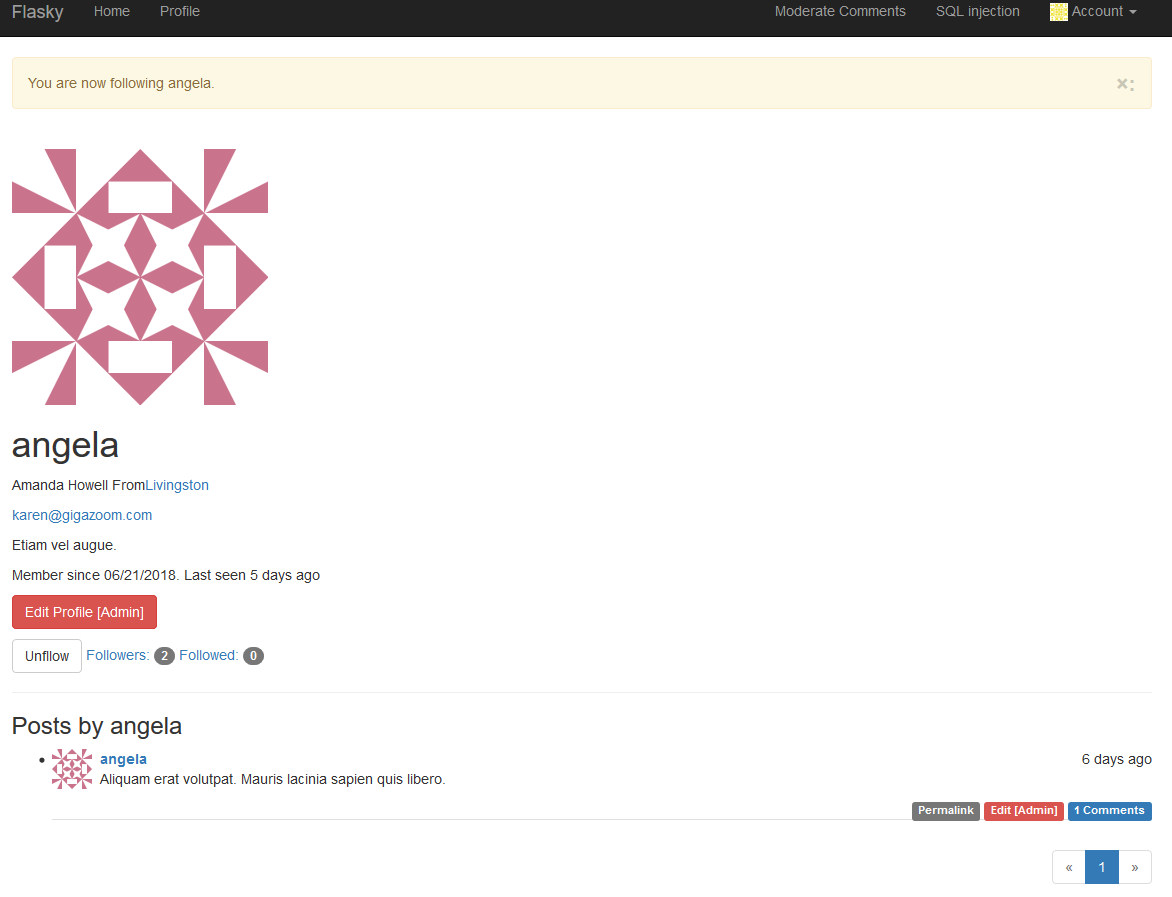 Flasky Home Profile Moderate Comments SQL injection Account
You are now following angela. ×:
angela
Amanda Howell FromLivingston
karen@gigazoom.com
Etiam vel augue.
Member since 06/21/2018. Last seen 5 days ago
Edit Profile [Admin]
Unfllow Followers: 2 Followed: 0
Posts by angela
angela 6 days ago
Aliquam erat volutpat. Mauris lacinia sapien quis libero.
Permalink Edit [Admin] 1 Comments
« 1 »